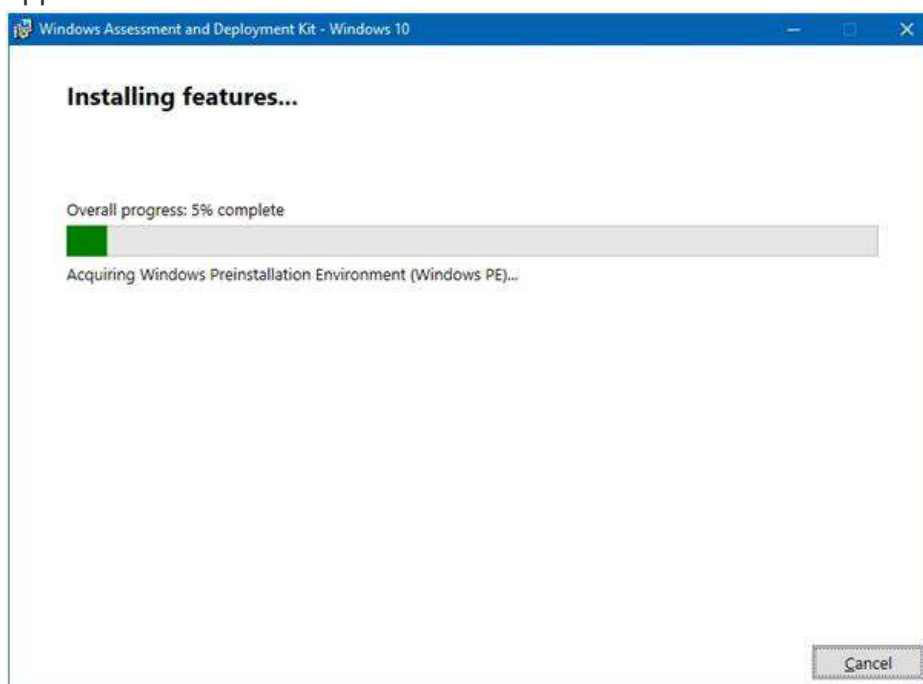 Windows Assessment and Deployment Kit - Windows 10
Installing features...
Overall progress: 5% complete
Acquiring Windows Preinstallation Environment (Windows PE)...
Cancel